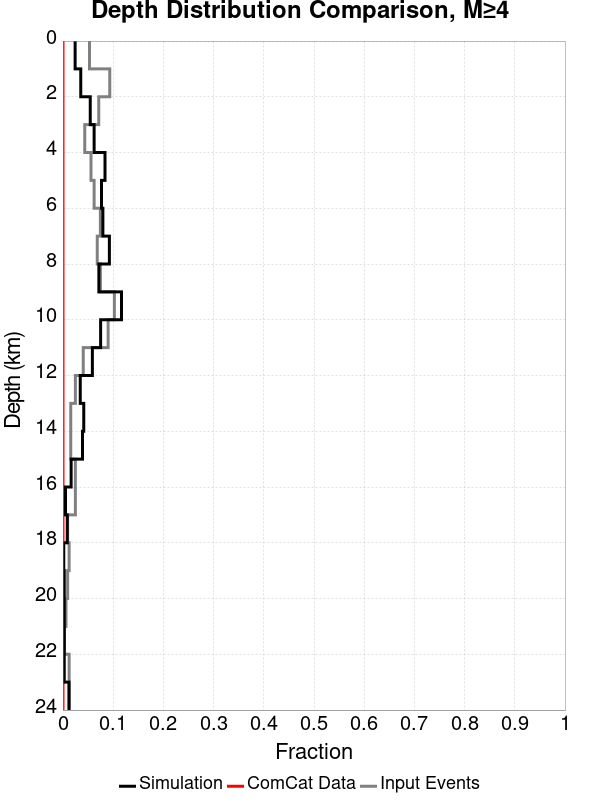 Depth Distribution Comparison, M≥4
0
2
4
6
8
10
12
14
16
18
20
22
24
Depth (km)
0 0.1 0.2 0.3 0.4 0.5 0.6 0.7 0.8 0.9 1
Fraction
Simulation ComCat Data Input Events